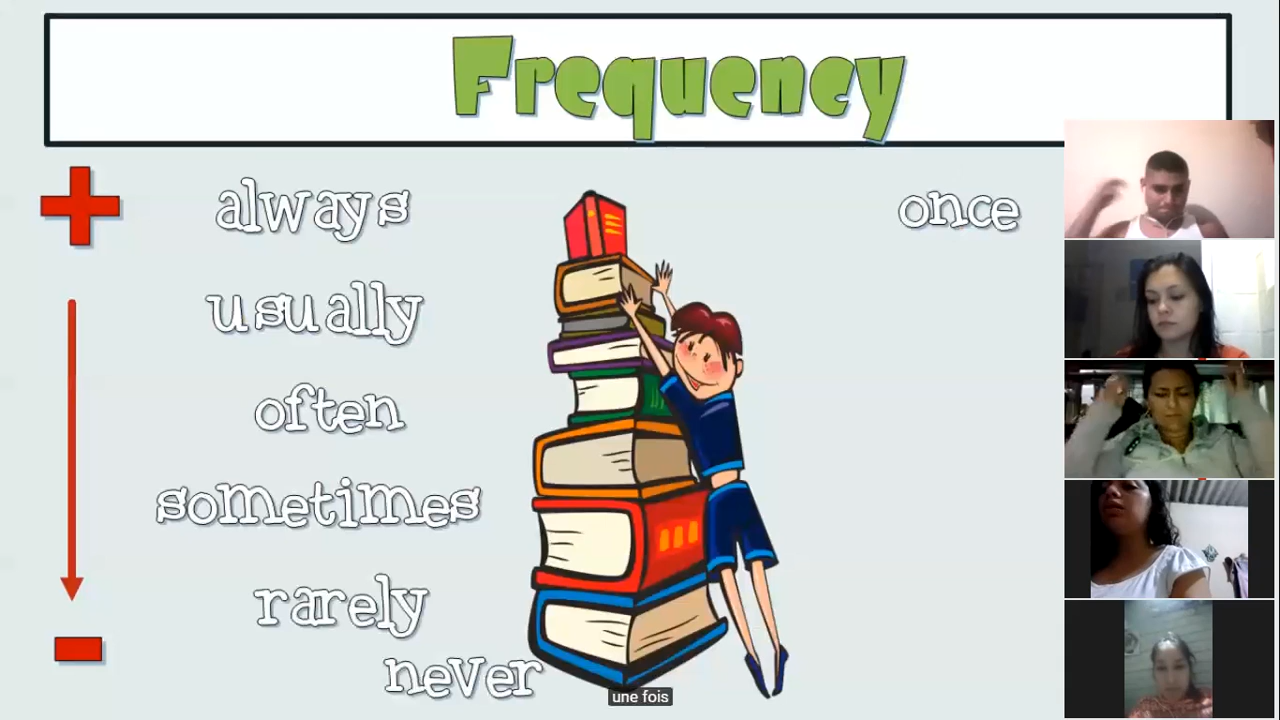 Frequency
always
usually
often
sometimes
rarely
never
once
une fois